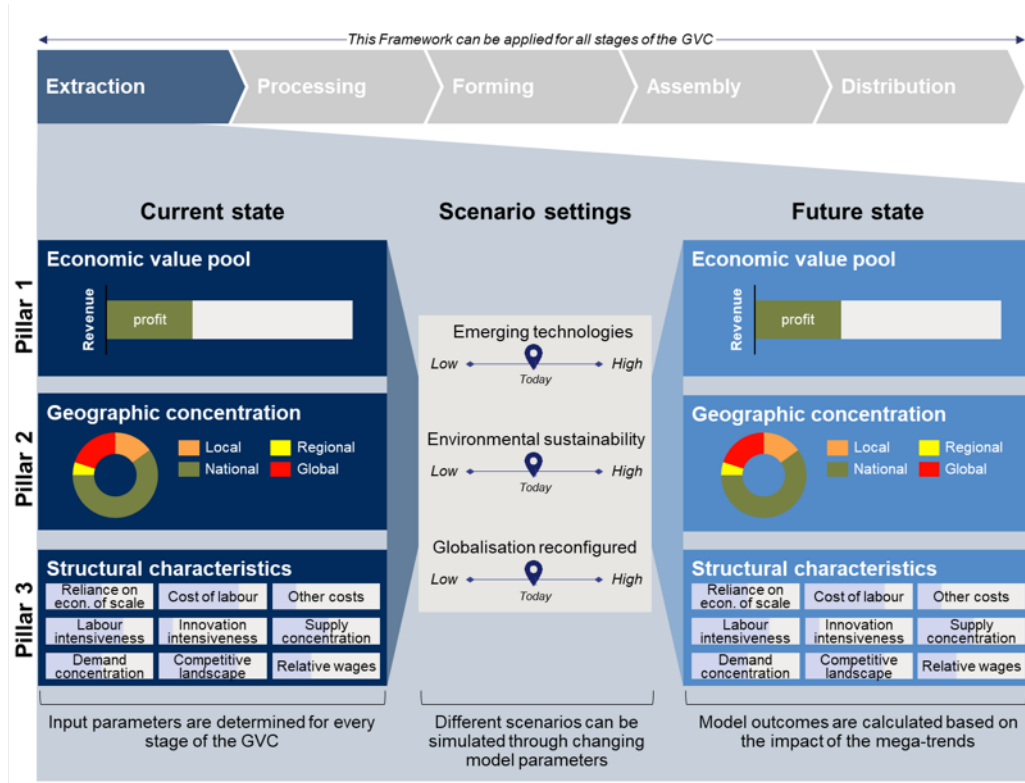 This Framework can be applied for all stages of the GVC
Extraction
Processing
Forming
Assembly
Distribution
Current state
Scenario settings
Future state
Pillar 1
Economic value pool
Revenue
profit
Emerging technologies
Low
High
Today
Economic value pool
Revenue
profit
Pillar 2
Geographic concentration
Local
Regional
National
Global
Environmental sustainability
Low
High
Today
Geographic concentration
Local
Regional
National
Global
Pillar 3
Structural characteristics
Reliance on
econ. of scale
Cost of labour
Other costs
Labour
intensiveness
Innovation
intensiveness
Supply
concentration
Demand
concentration
Competitive
landscape
Relative wages
Globalisation reconfigured
Low
High
Today
Structural characteristics
Reliance on
econ. of scale
Cost of labour
Other costs
Labour
intensiveness
Innovation
intensiveness
Supply
concentration
Demand
concentration
Competitive
landscape
Relative wages
Input parameters are determined for every
stage of the GVC
Different scenarios can be
simulated through changing
model parameters
Model outcomes are calculated based on
the impact of the mega-trends